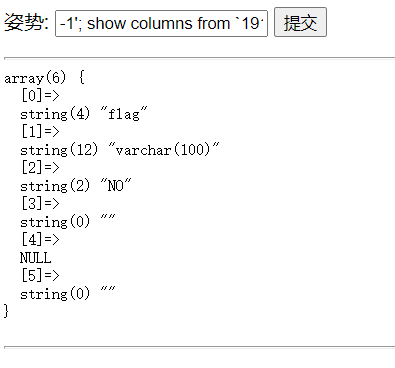 姿势: -1'; show columns from `19 提交
array(6) {
  [0]=>
  string(4) "flag"
  [1]=>
  string(12) "varchar(100)"
  [2]=>
  string(2) "NO"
  [3]=>
  string(0) ""
  [4]=>
  NULL
  [5]=>
  string(0) ""
}